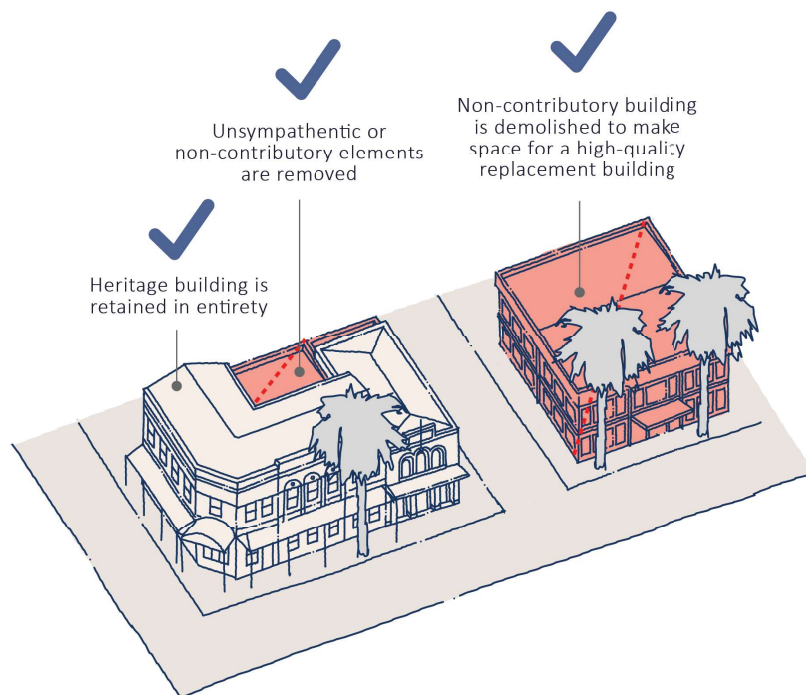 Heritage building is
retained in entirety
Unsympathentic or
non-contributory elements
are removed
Non-contributory building
is demolished to make
space for a high-quality
replacement building